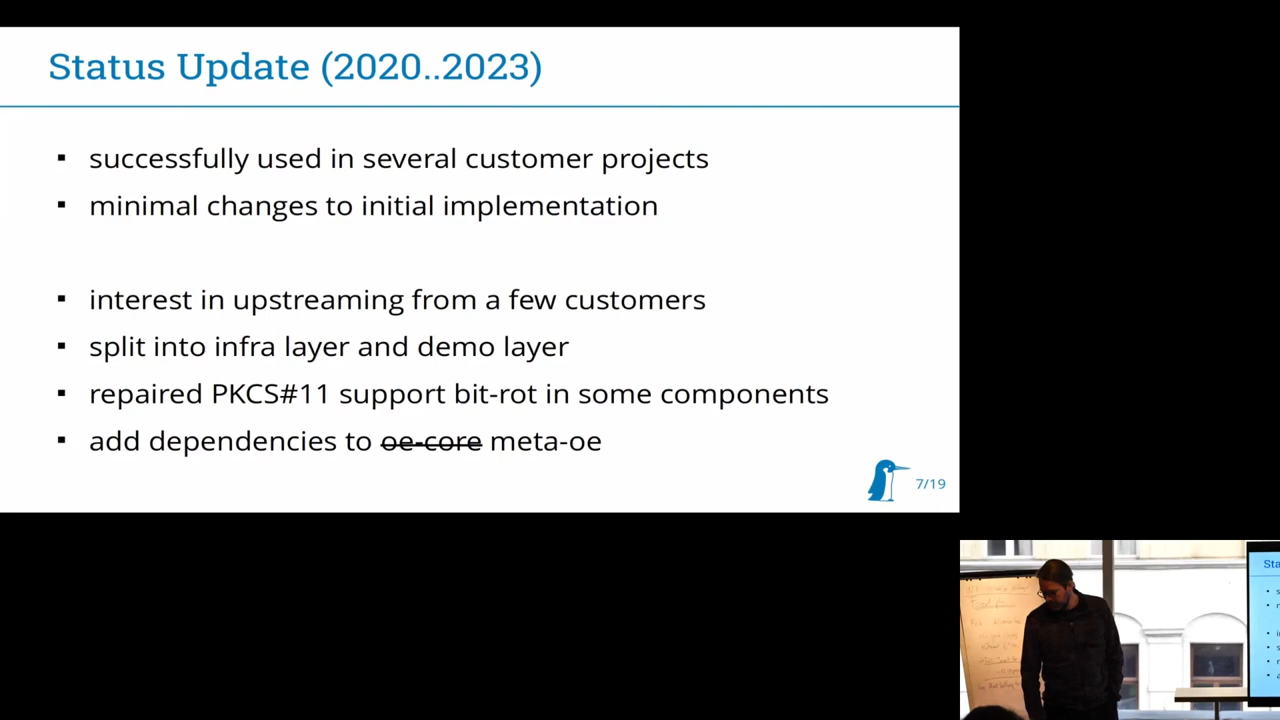 Status Update (2020..2023)
▪ successfully used in several customer projects
▪ minimal changes to initial implementation
▪ interest in upstreaming from a few customers
▪ split into infra layer and demo layer
▪ repaired PKCS#11 support bit-rot in some components
▪ add dependencies to oe-core meta-oe
7/19
Sta